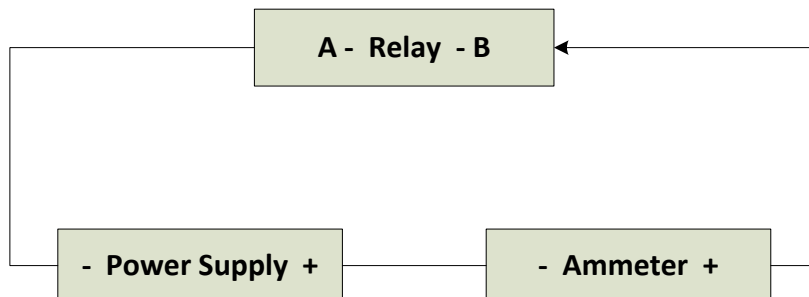 A - Relay - B
- Power Supply +
- Ammeter +